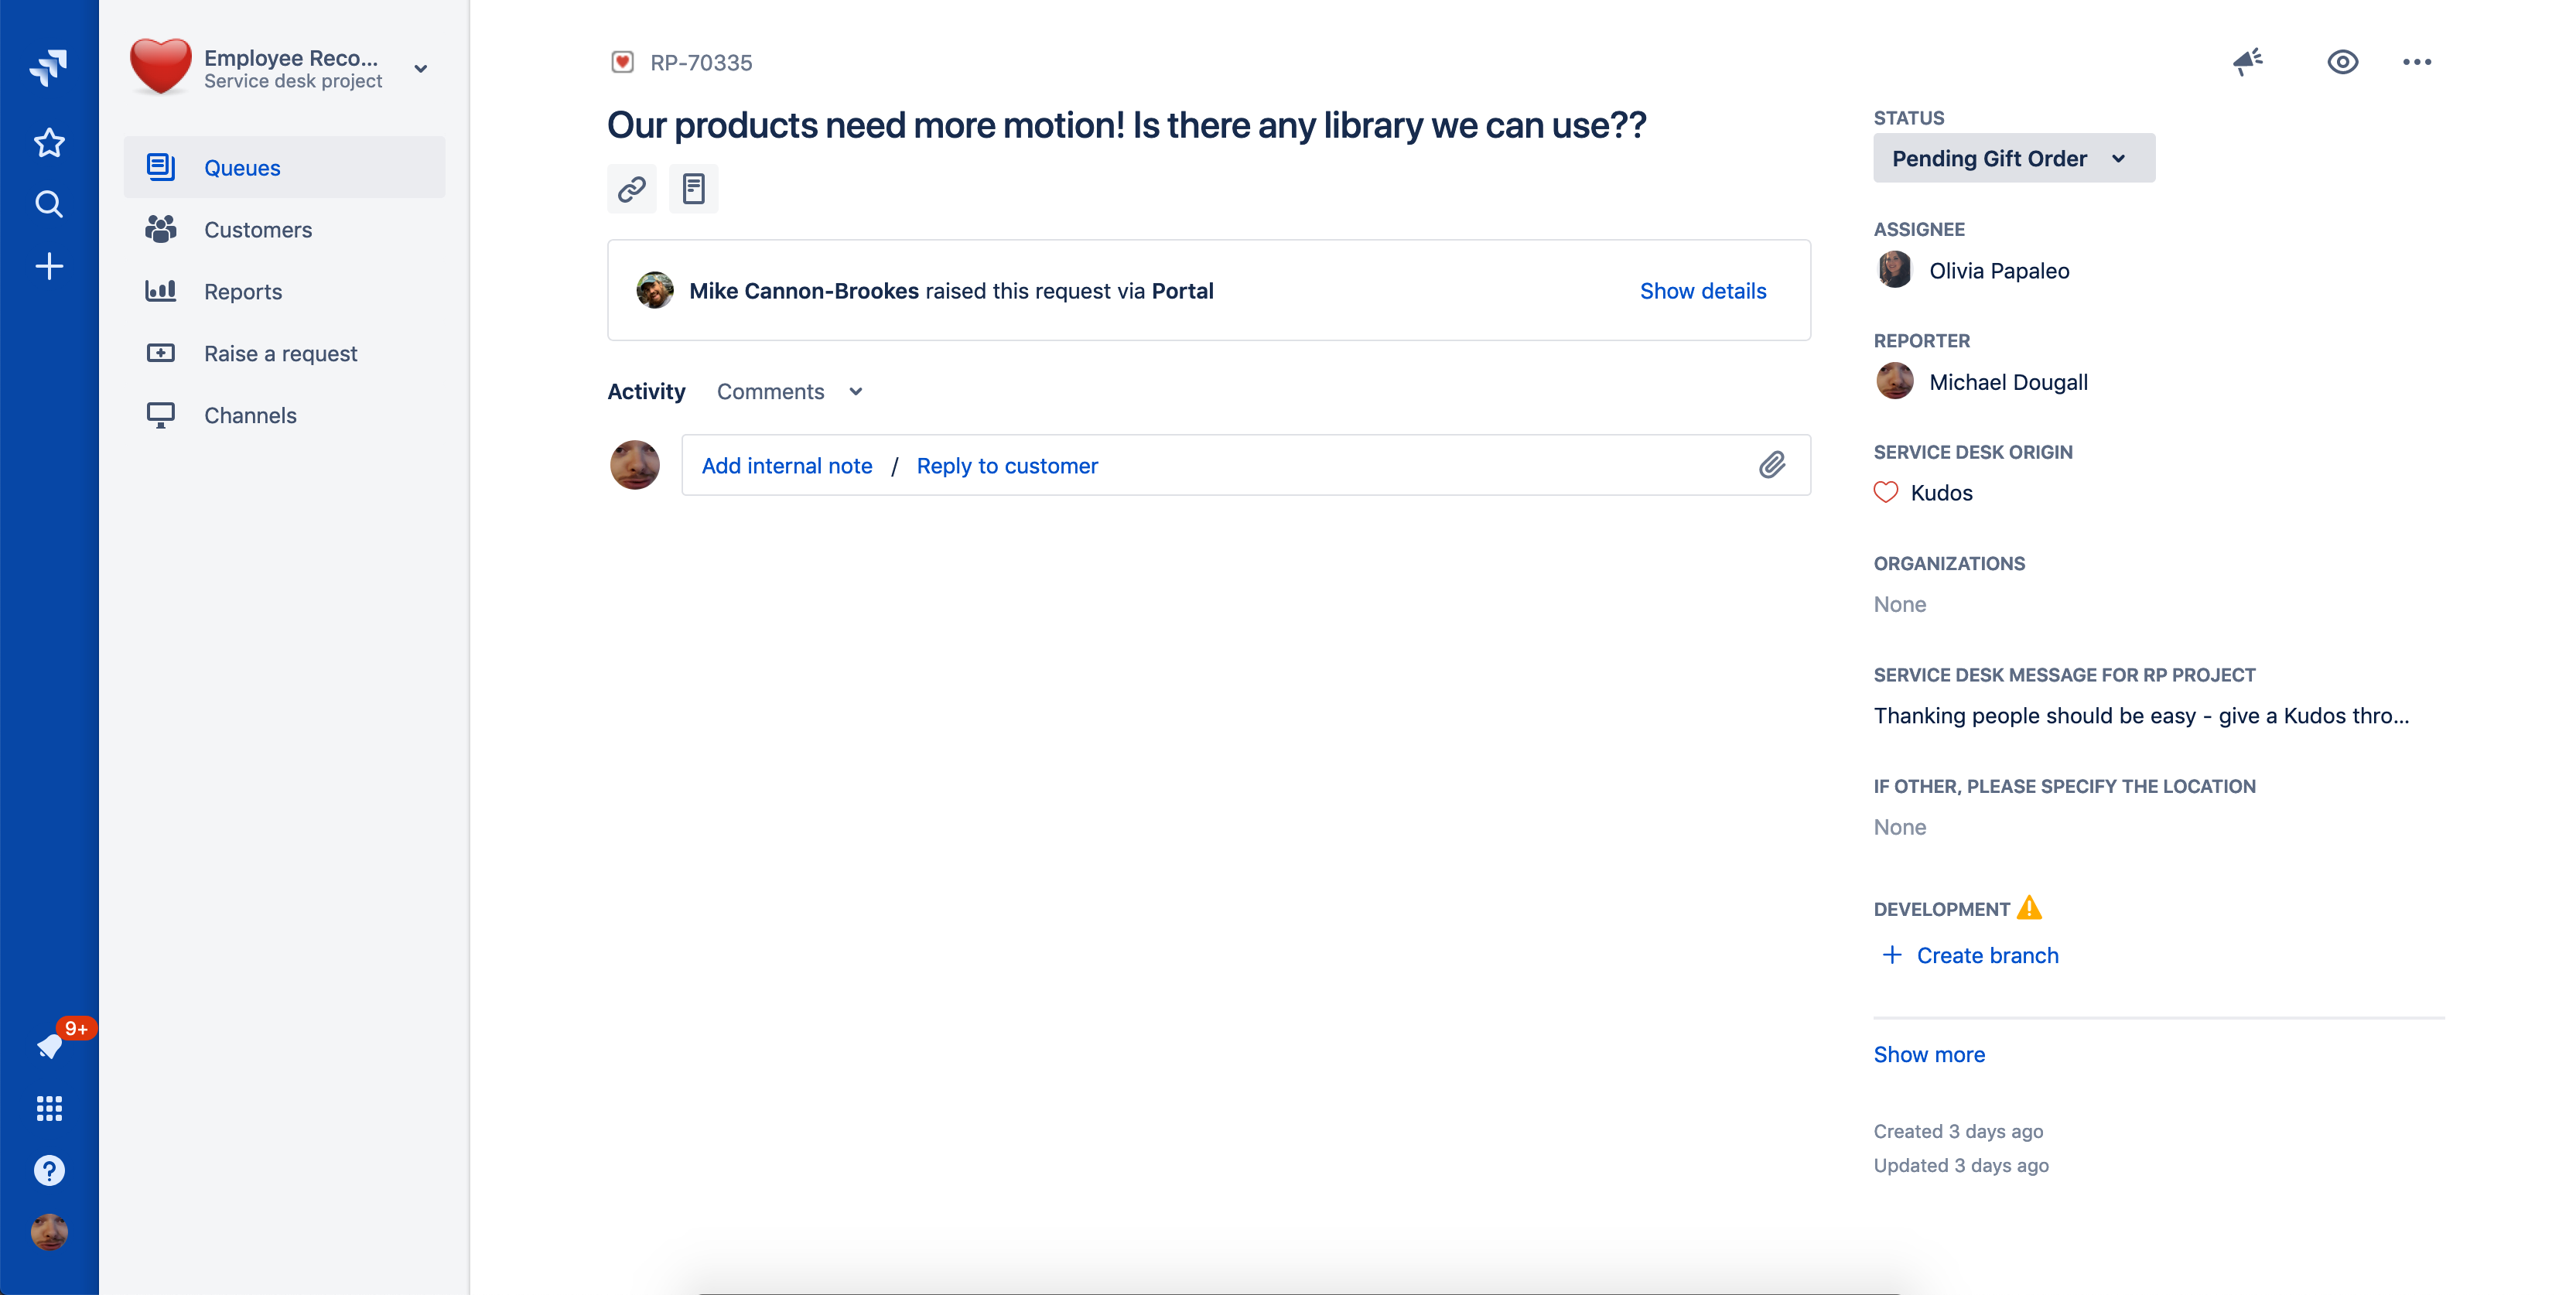 Employee Reco...
Service desk project
Queues
Customers
Reports
Raise a request
Channels
9+
RP-70335
Our products need more motion! Is there any library we can use??
Mike Cannon-Brookes raised this request via Portal
Show details
Activity Comments
Add internal note / Reply to customer
STATUS
Pending Gift Order
ASSIGNEE
Olivia Papaleo
REPORTER
Michael Dougall
SERVICE DESK ORIGIN
Kudos
ORGANIZATIONS
None
SERVICE DESK MESSAGE FOR RP PROJECT
Thanking people should be easy - give a Kudos thro...
IF OTHER, PLEASE SPECIFY THE LOCATION
None
DEVELOPMENT
Create branch
Show more
Created 3 days ago
Updated 3 days ago